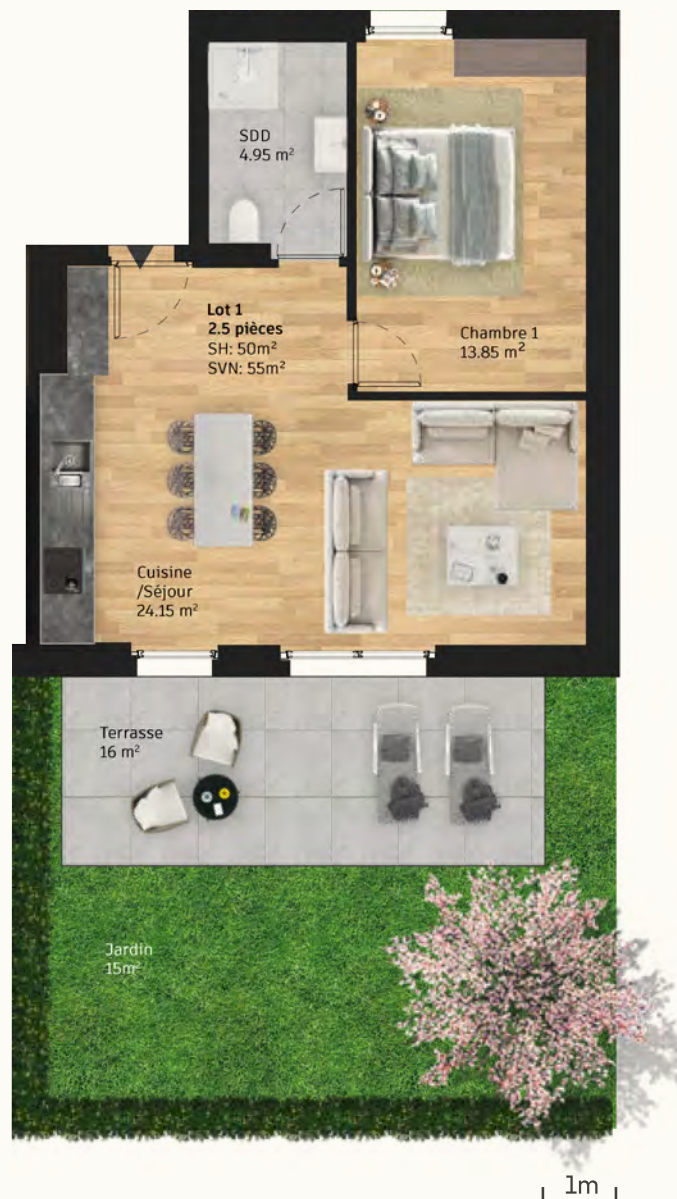 SDD
4.95 m²
Lot 1
2.5 pièces
SH: 50m²
SVN: 55m²
Chambre 1
13.85 m²
Cuisine
/Séjour
24.15 m²
Terrasse
16 m²
Jardin
15m²
1m